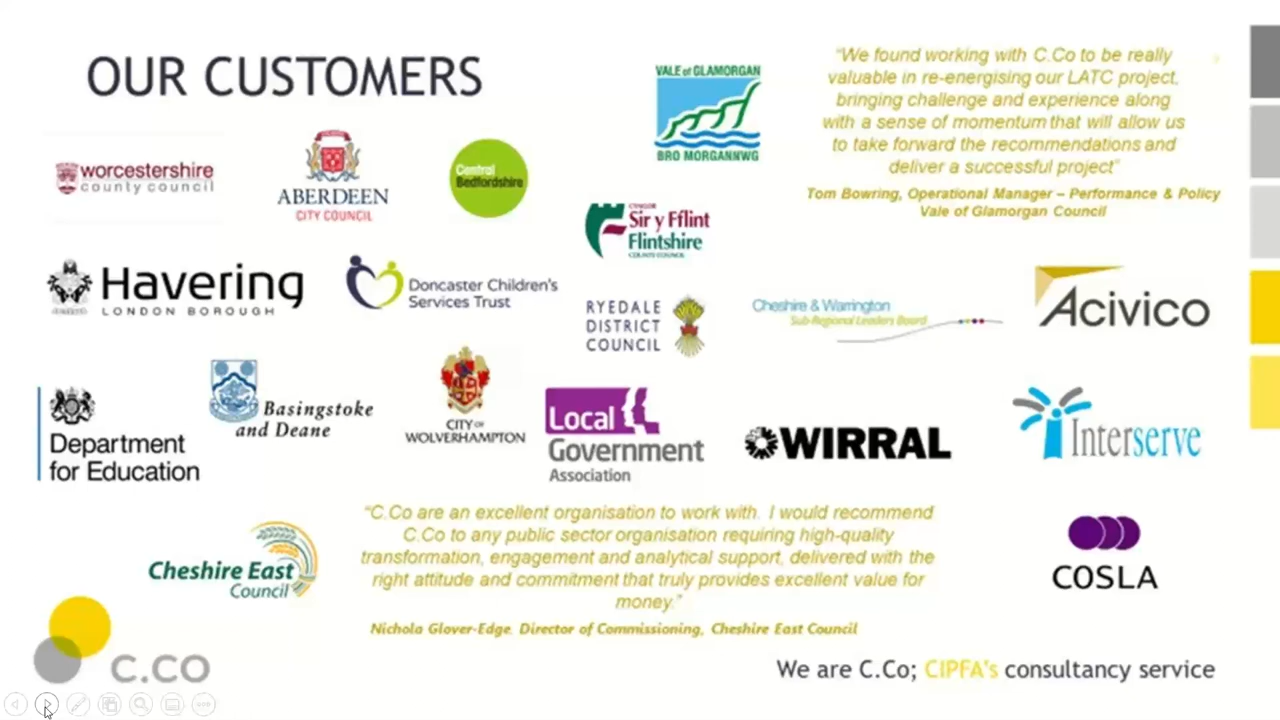 OUR CUSTOMERS
VALE of GLAMORGAN
BRO MORGANNWG
"We found working with C.Co to be really
valuable in re-energising our LATC project,
bringing challenge and experience along
with a sense of momentum that will allow us
to take forward the recommendations and
deliver a successful project"
Tom Bowring, Operational Manager – Performance & Policy
Vale of Glamorgan Council
worcestershire
county council
ABERDEEN
CITY COUNCIL
Central
Bedfordshire
CYNGOR
Sir y Fflint
Flintshire
COUNTY COUNCIL
Havering
LONDON BOROUGH
Doncaster Children's
Services Trust
RYEDALE
DISTRICT
COUNCIL
Cheshire & Warrington
Sub-Regional Leaders Board
Acivico
Department
for Education
Basingstoke
and Deane
CITY OF
WOLVERHAMPTON
Local
Government
Association
WIRRAL
Interserve
Cheshire East
Council
"C.Co are an excellent organisation to work with. I would recommend
C.Co to any public sector organisation requiring high-quality
transformation, engagement and analytical support, delivered with the
right attitude and commitment that truly provides excellent value for
money."
Nichola Glover-Edge. Director of Commissioning, Cheshire East Council
COSLA
C.CO
We are C.Co; CIPFA's consultancy service